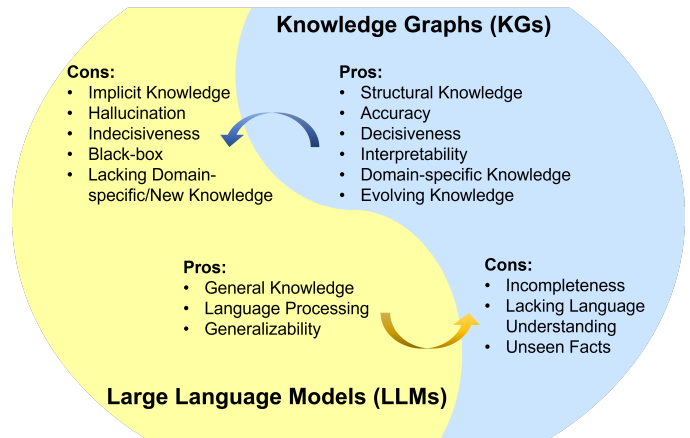 Knowledge Graphs (KGs)
Cons:
• Implicit Knowledge
• Hallucination
• Indecisiveness
• Black-box
• Lacking Domain-
specific/New Knowledge
Pros:
• Structural Knowledge
• Accuracy
• Decisiveness
• Interpretability
• Domain-specific Knowledge
• Evolving Knowledge
Pros:
• General Knowledge
• Language Processing
• Generalizability
Cons:
• Incompleteness
• Lacking Language
Understanding
• Unseen Facts
Large Language Models (LLMs)